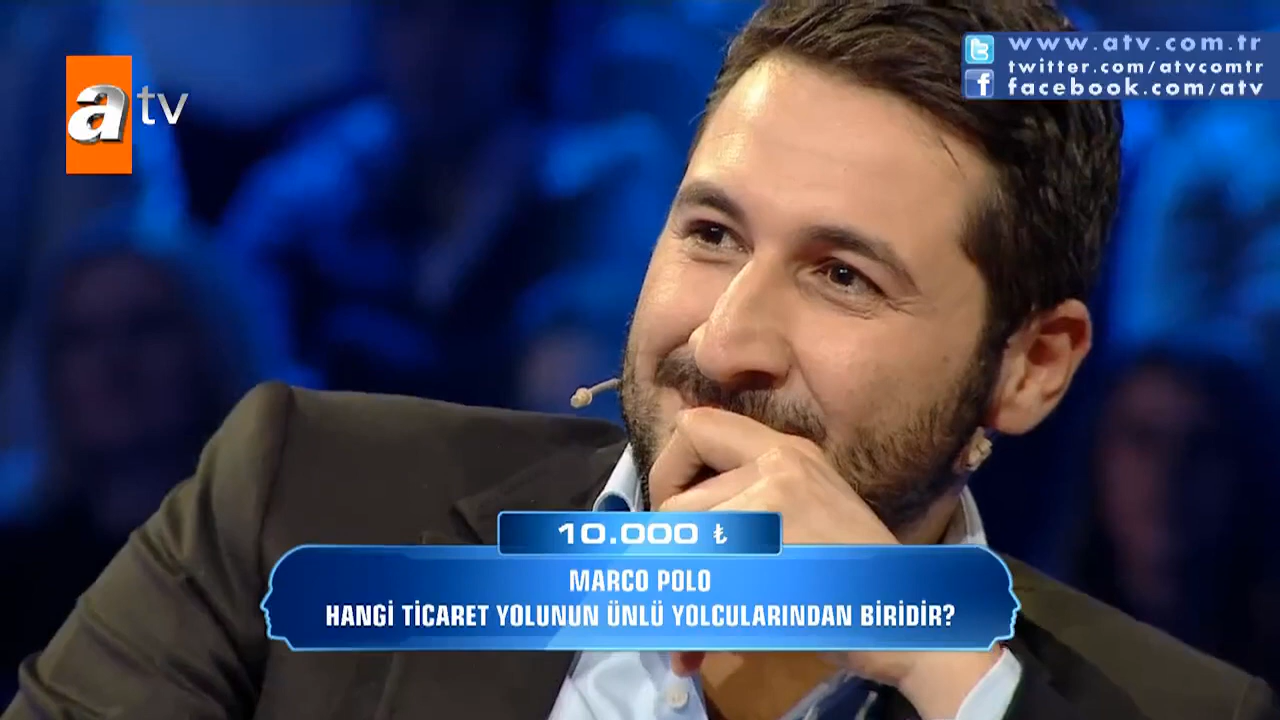 atv
www.atv.com.tr
twitter.com/atvcomtr
facebook.com/atv
10.000 ₺
MARCO POLO
HANGİ TİCARET YOLUNUN ÜNLÜ YOLCULARINDAN BİRİDİR?